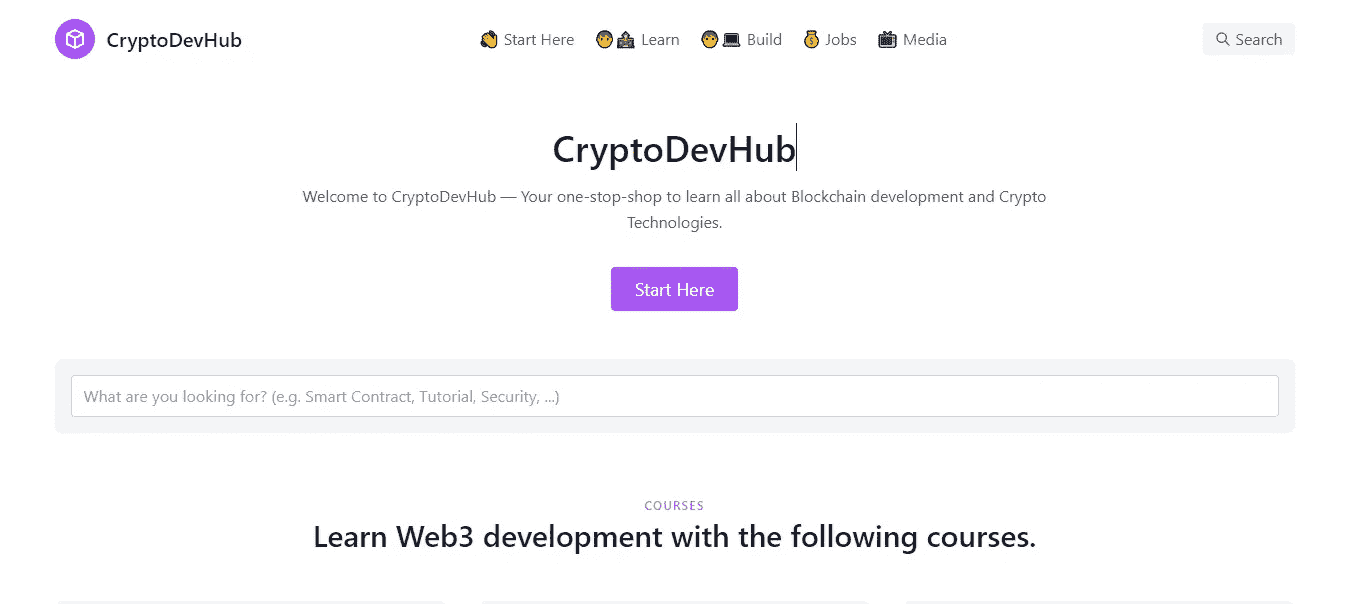 CryptoDevHub
Start Here
Learn
Build
Jobs
Media
Search
CryptoDevHub
Welcome to CryptoDevHub — Your one-stop-shop to learn all about Blockchain development and Crypto
Technologies.
Start Here
What are you looking for? (e.g. Smart Contract, Tutorial, Security, ...)
COURSES
Learn Web3 development with the following courses.